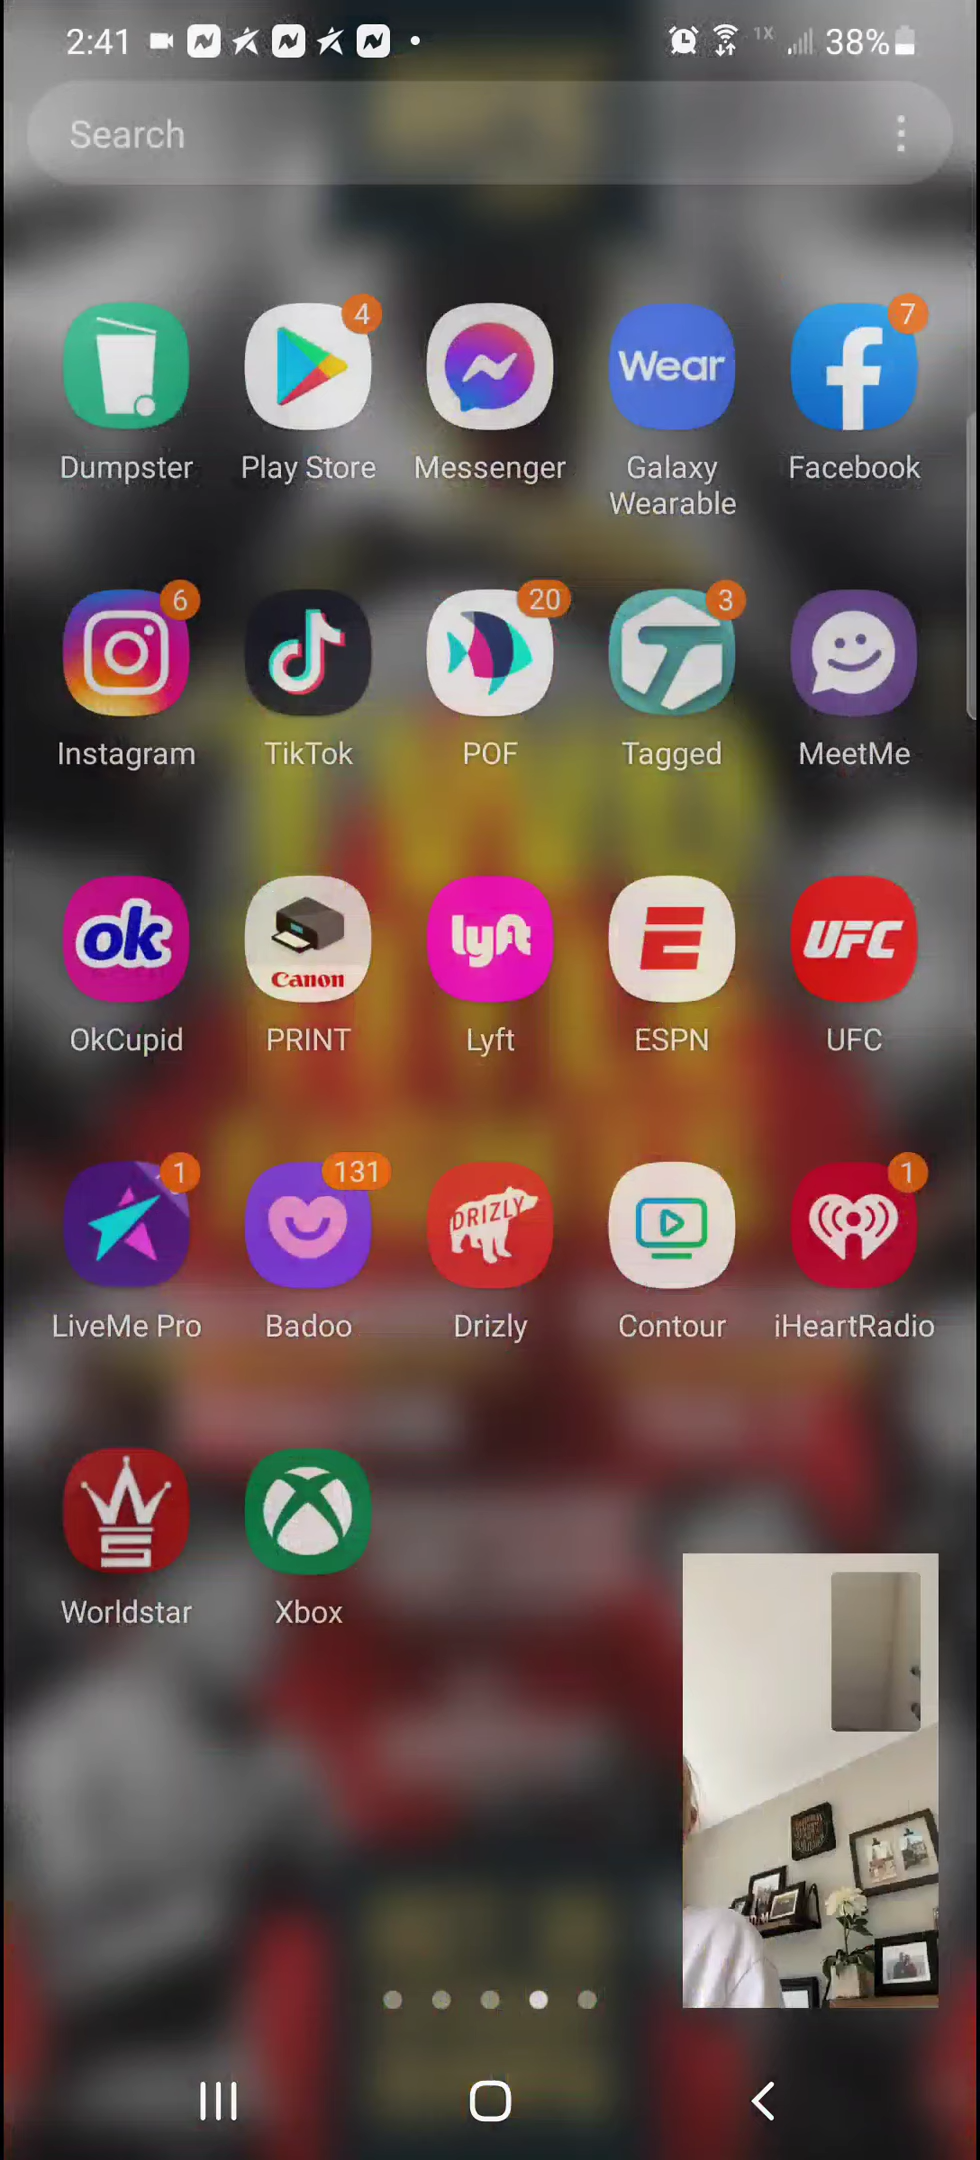 2:41 1X 38%
Search
4 7
Wear
Dumpster Play Store Messenger Galaxy Wearable Facebook
6 20 3
Instagram TikTok POF Tagged MeetMe
ok Canon lyft E UFC
OkCupid PRINT Lyft ESPN UFC
1 131 1
DRIZLY
LiveMe Pro Badoo Drizly Contour iHeartRadio
W S
Worldstar Xbox